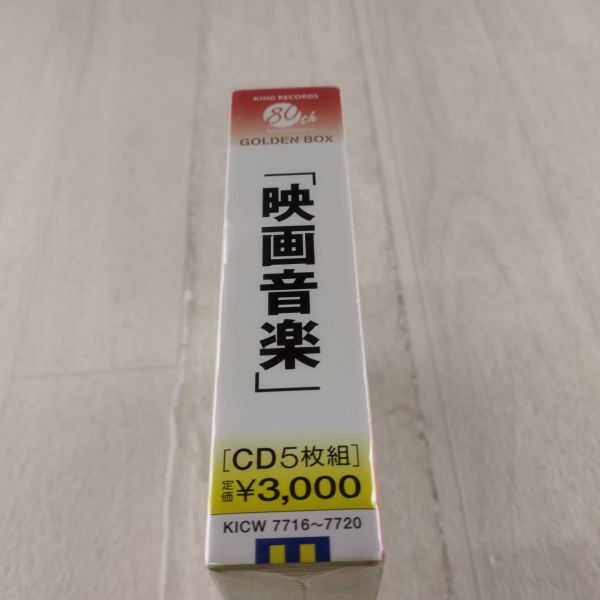 KING RECORDS
80th
Anniversary
GOLDEN BOX
「映画音楽」
[CD5枚組]
定価 ¥3,000
KICW 7716〜7720